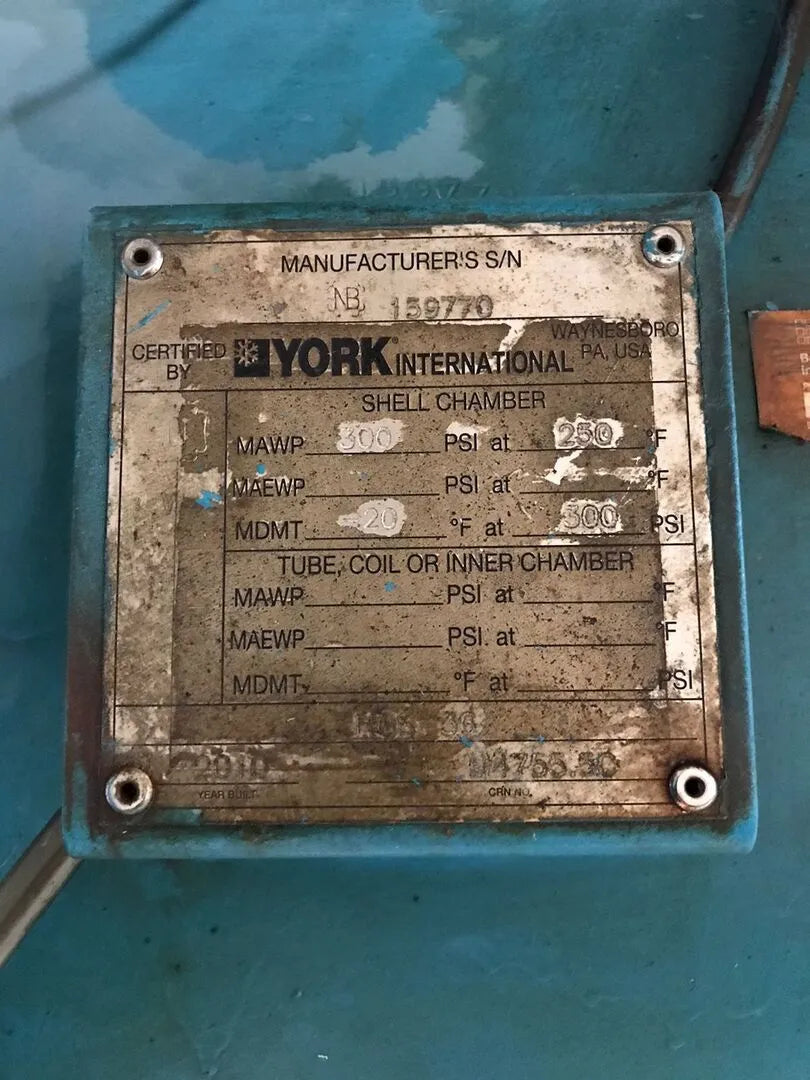 MANUFACTURER'S S/N
NB 159770
CERTIFIED BY
YORK INTERNATIONAL
WAYNESBORO
PA, USA
SHELL CHAMBER
MAWP 300 PSI at 250 °F
MAEWP PSI at °F
MDMT -20 °F at 300 PSI
TUBE, COIL OR INNER CHAMBER
MAWP PSI at °F
MAEWP PSI at °F
MDMT °F at PSI
2010
YEAR BUILT
CRN NO.